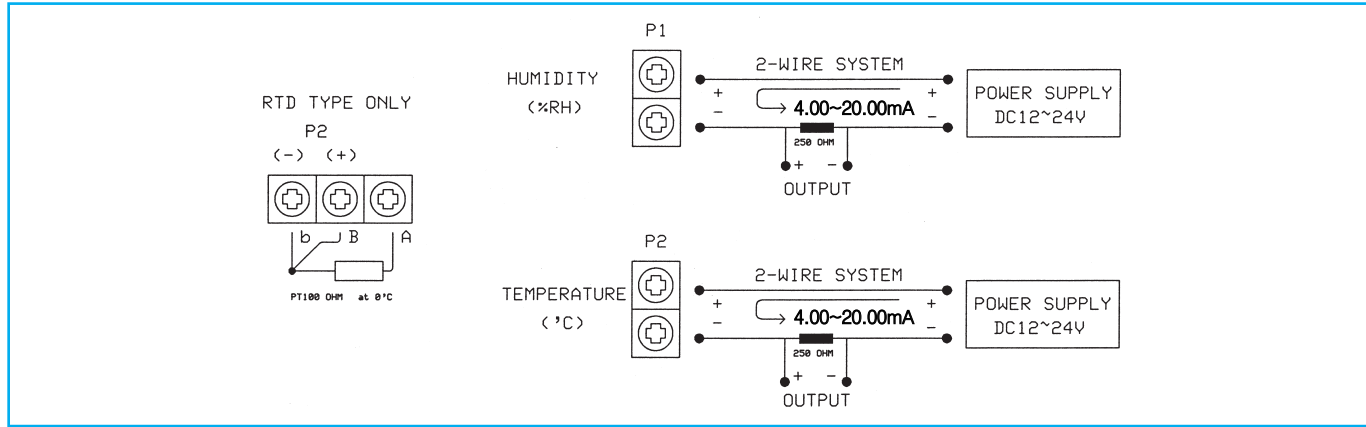 RTD TYPE ONLY
P2
(-) (+)
b B A
PT100 OHM at 0°C
P1
HUMIDITY
(%RH)
2-WIRE SYSTEM
+ +
4.00~20.00mA
- -
250 OHM
+ -
OUTPUT
POWER SUPPLY
DC12~24V
P2
TEMPERATURE
(°C)
2-WIRE SYSTEM
+ +
4.00~20.00mA
- -
250 OHM
+ -
OUTPUT
POWER SUPPLY
DC12~24V